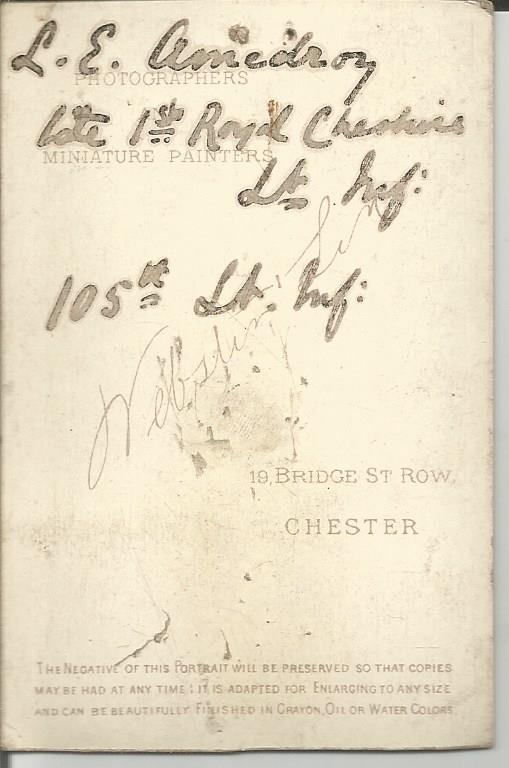 L. E. Amedroz
PHOTOGRAPHERS
late 1st Royal Cheshire
MINIATURE PAINTERS
Lt Inf:
105th Lt. Inf:
19, BRIDGE ST ROW,
CHESTER
THE NEGATIVE OF THIS PORTRAIT WILL BE PRESERVED SO THAT COPIES
MAY BE HAD AT ANY TIME: IT IS ADAPTED FOR ENLARGING TO ANY SIZE
AND CAN BE BEAUTIFULLY FINISHED IN CRAYON, OIL OR WATER COLORS.